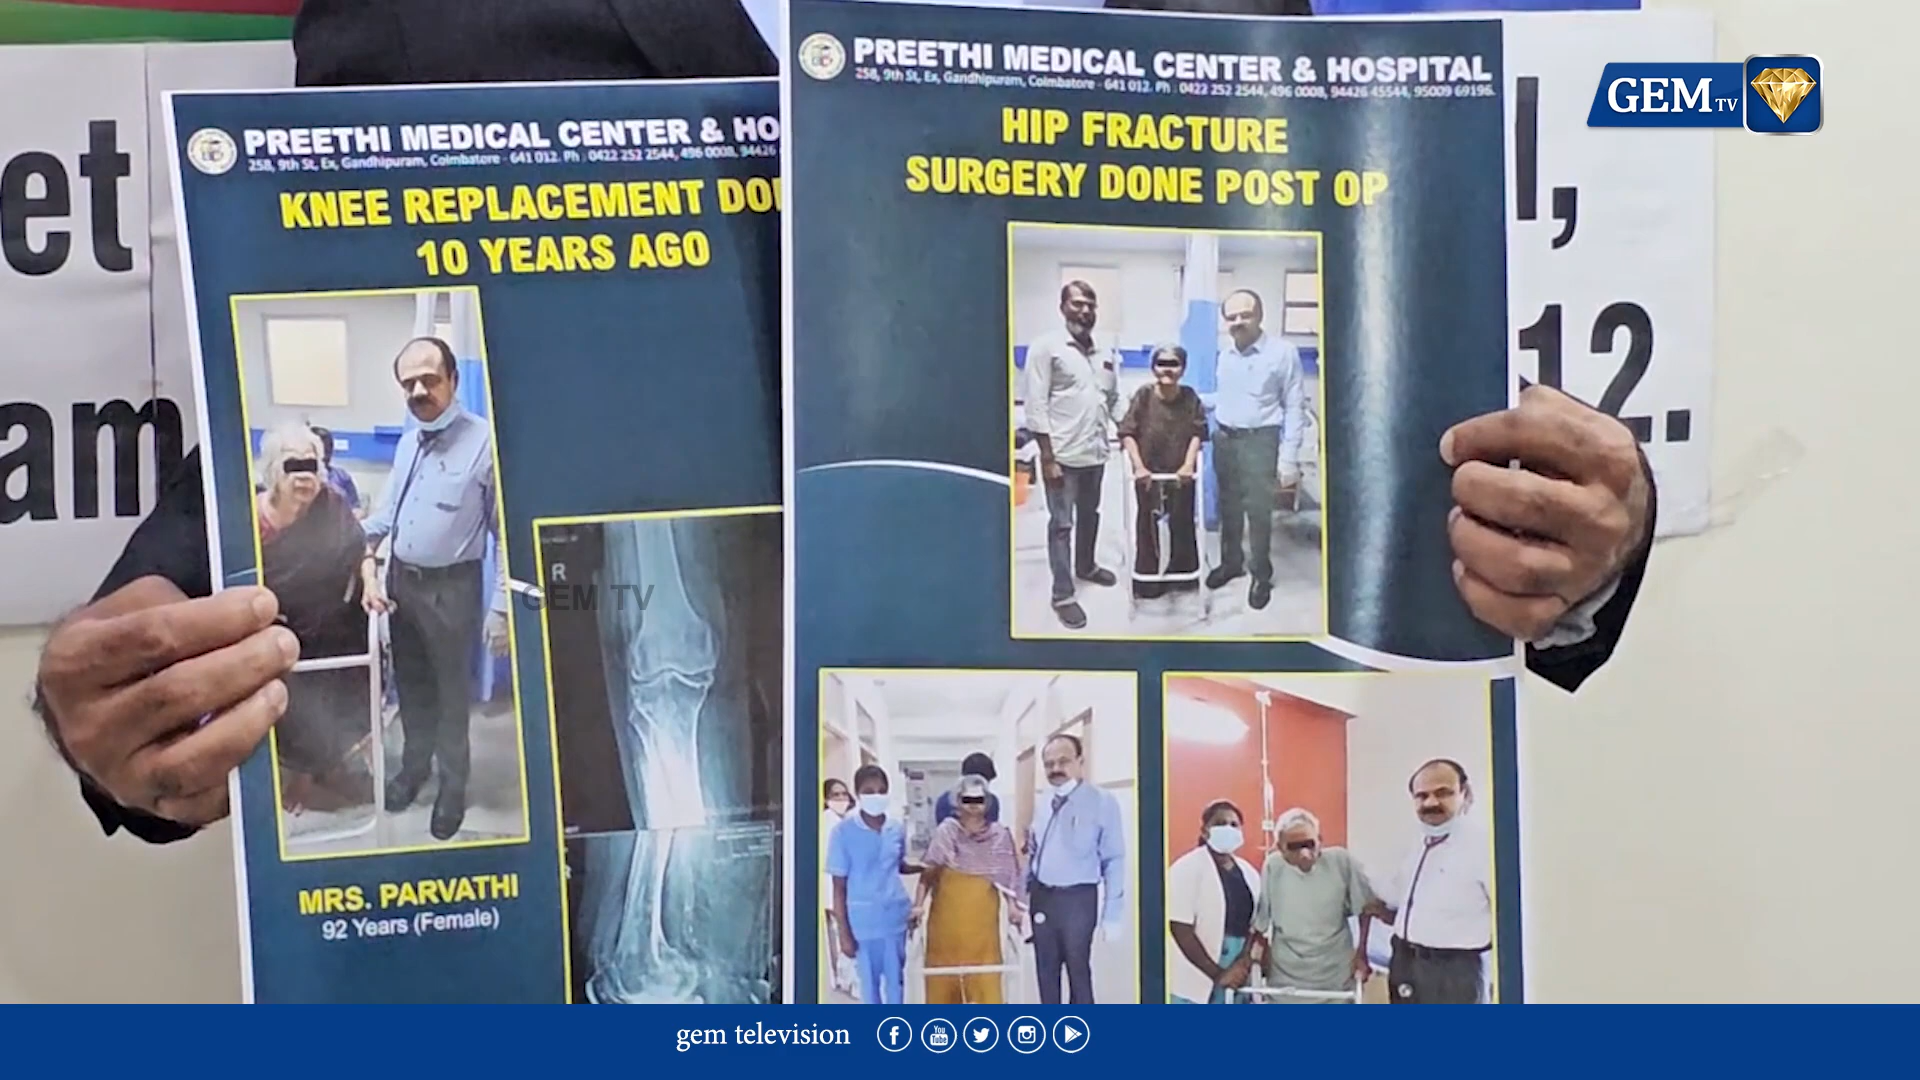 et
am
l,
12.
PREETHI MEDICAL CENTER & HO
258, 9th St, Ex, Gandhipuram, Coimbatore - 641 012. Ph : 0422 252 2544, 496 0008, 94426
KNEE REPLACEMENT DO
10 YEARS AGO
R
MRS. PARVATHI
92 Years (Female)
PREETHI MEDICAL CENTER & HOSPITAL
258, 9th St, Ex, Gandhipuram, Coimbatore - 641 012. Ph : 0422 252 2544, 496 0008, 94426 45544, 95009 69196.
HIP FRACTURE
SURGERY DONE POST OP
GEM TV
GEM TV
gem television
You
Tube